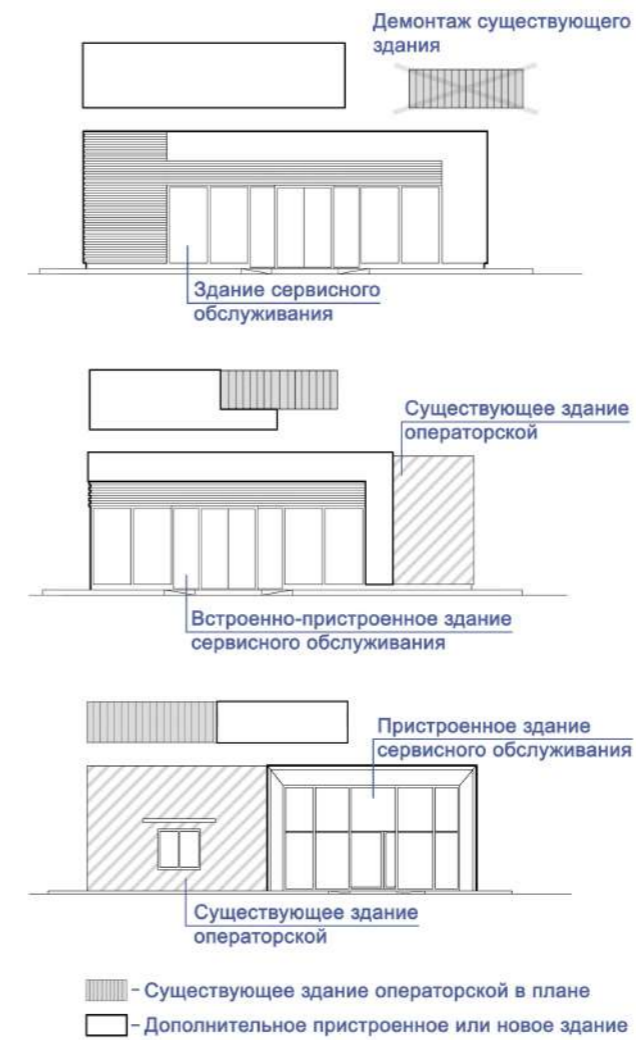 Демонтаж существующего
здания
Здание сервисного
обслуживания
Существующее здание
операторской
Встроенно-пристроенное здание
сервисного обслуживания
Пристроенное здание
сервисного обслуживания
Существующее здание
операторской
- Существующее здание операторской в плане
- Дополнительное пристроенное или новое здание